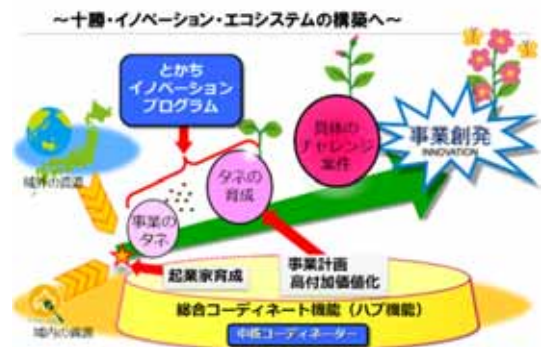 ～十勝・イノベーション・エコシステムの構築へ～
とかち
イノベーション
プログラム
具体の
チャレンジ
案件
事業創発
INNOVATION
タネの
育成
域外の資源
事業の
タネ
起業家育成
事業計画
高付加価値化
総合コーディネート機能（ハブ機能）
中核コーディネーター
域内の資源